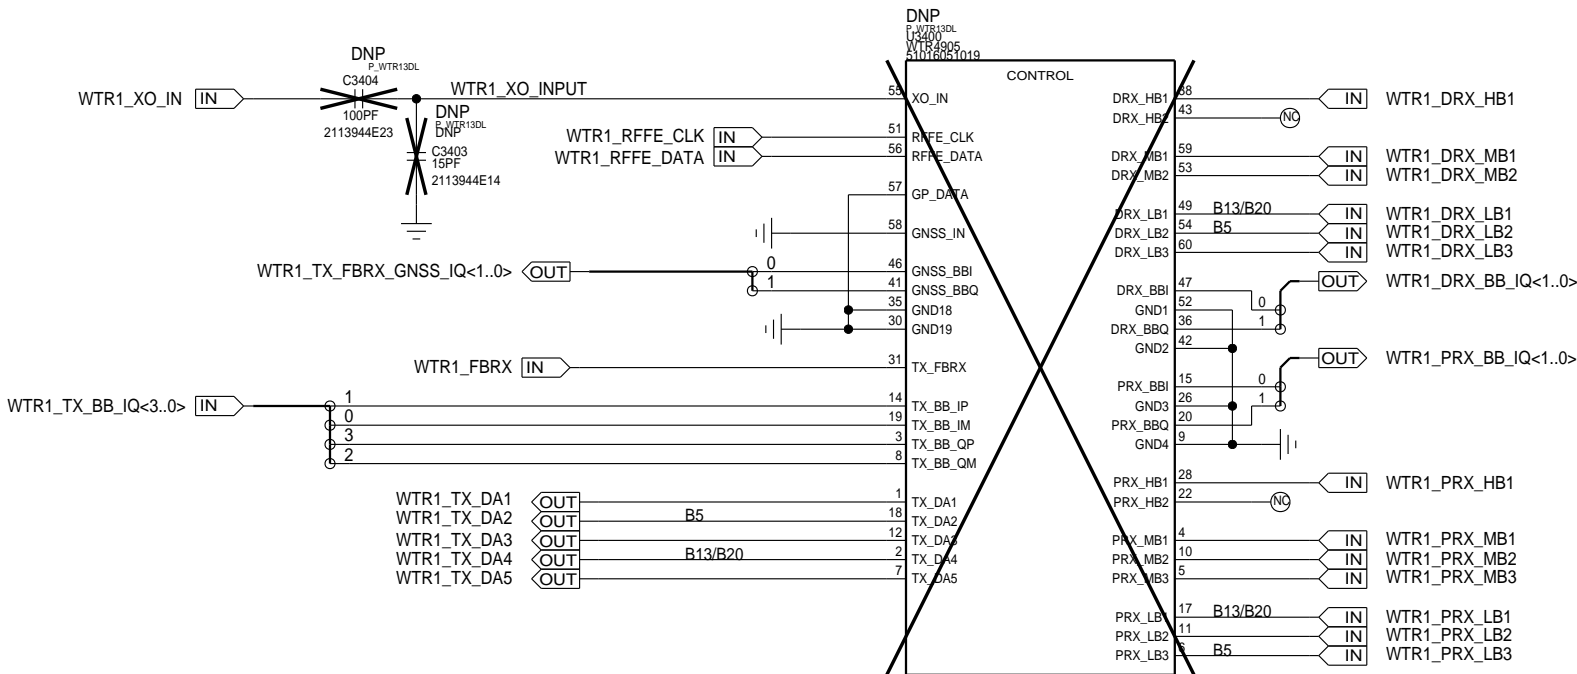 DNP
P_WTR13DL
U3400
WTR4905
51016051019
CONTROL
DNP
P_WTR13DL
C3404
100PF
2113944E23
WTR1_XO_IN IN
WTR1_XO_INPUT
55 XO_IN
DNP
P_WTR13DL
DNP
C3403
15PF
2113944E14
WTR1_RFFE_CLK IN 51 RFFE_CLK
WTR1_RFFE_DATA IN 56 RFFE_DATA
57 GP_DATA
58 GNSS_IN
WTR1_TX_FBRX_GNSS_IQ<1..0> OUT 0 46 GNSS_BBI
1 41 GNSS_BBQ
35 GND18
30 GND19
WTR1_FBRX IN 31 TX_FBRX
WTR1_TX_BB_IQ<3..0> IN 1 14 TX_BB_IP
0 19 TX_BB_IM
3 3 TX_BB_QP
2 8 TX_BB_QM
WTR1_TX_DA1 OUT 1 TX_DA1
WTR1_TX_DA2 OUT B5 18 TX_DA2
WTR1_TX_DA3 OUT 12 TX_DA3
WTR1_TX_DA4 OUT B13/B20 2 TX_DA4
WTR1_TX_DA5 OUT 7 TX_DA5
DRX_HB1 38 IN WTR1_DRX_HB1
DRX_HB2 43 NC
DRX_MB1 59 IN WTR1_DRX_MB1
DRX_MB2 53 IN WTR1_DRX_MB2
DRX_LB1 49 B13/B20 IN WTR1_DRX_LB1
DRX_LB2 54 B5 IN WTR1_DRX_LB2
DRX_LB3 60 IN WTR1_DRX_LB3
OUT WTR1_DRX_BB_IQ<1..0>
DRX_BBI 47 0
GND1 52
DRX_BBQ 36 1
GND2 42
OUT WTR1_PRX_BB_IQ<1..0>
PRX_BBI 15 0
GND3 26 1
PRX_BBQ 20
GND4 9
PRX_HB1 28 IN WTR1_PRX_HB1
PRX_HB2 22 NC
PRX_MB1 4 IN WTR1_PRX_MB1
PRX_MB2 10 IN WTR1_PRX_MB2
PRX_MB3 5 IN WTR1_PRX_MB3
PRX_LB1 17 B13/B20 IN WTR1_PRX_LB1
PRX_LB2 11 IN WTR1_PRX_LB2
PRX_LB3 6 B5 IN WTR1_PRX_LB3